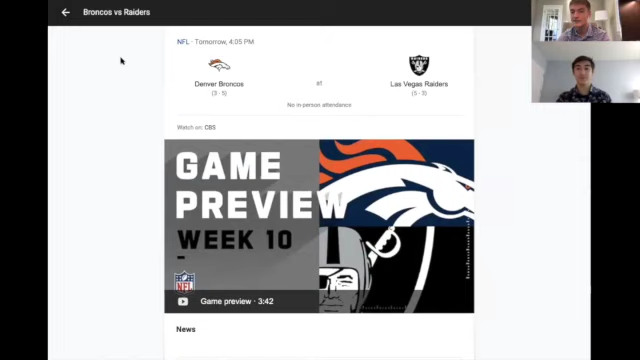 Broncos vs Raiders
NFL · Tomorrow, 4:05 PM
RAIDERS
Denver Broncos
at
Las Vegas Raiders
(3 - 5)
(5 - 3)
No in-person attendance
Watch on: CBS
GAME
PREVIEW
WEEK 10
NFL
Game preview · 3:42
News